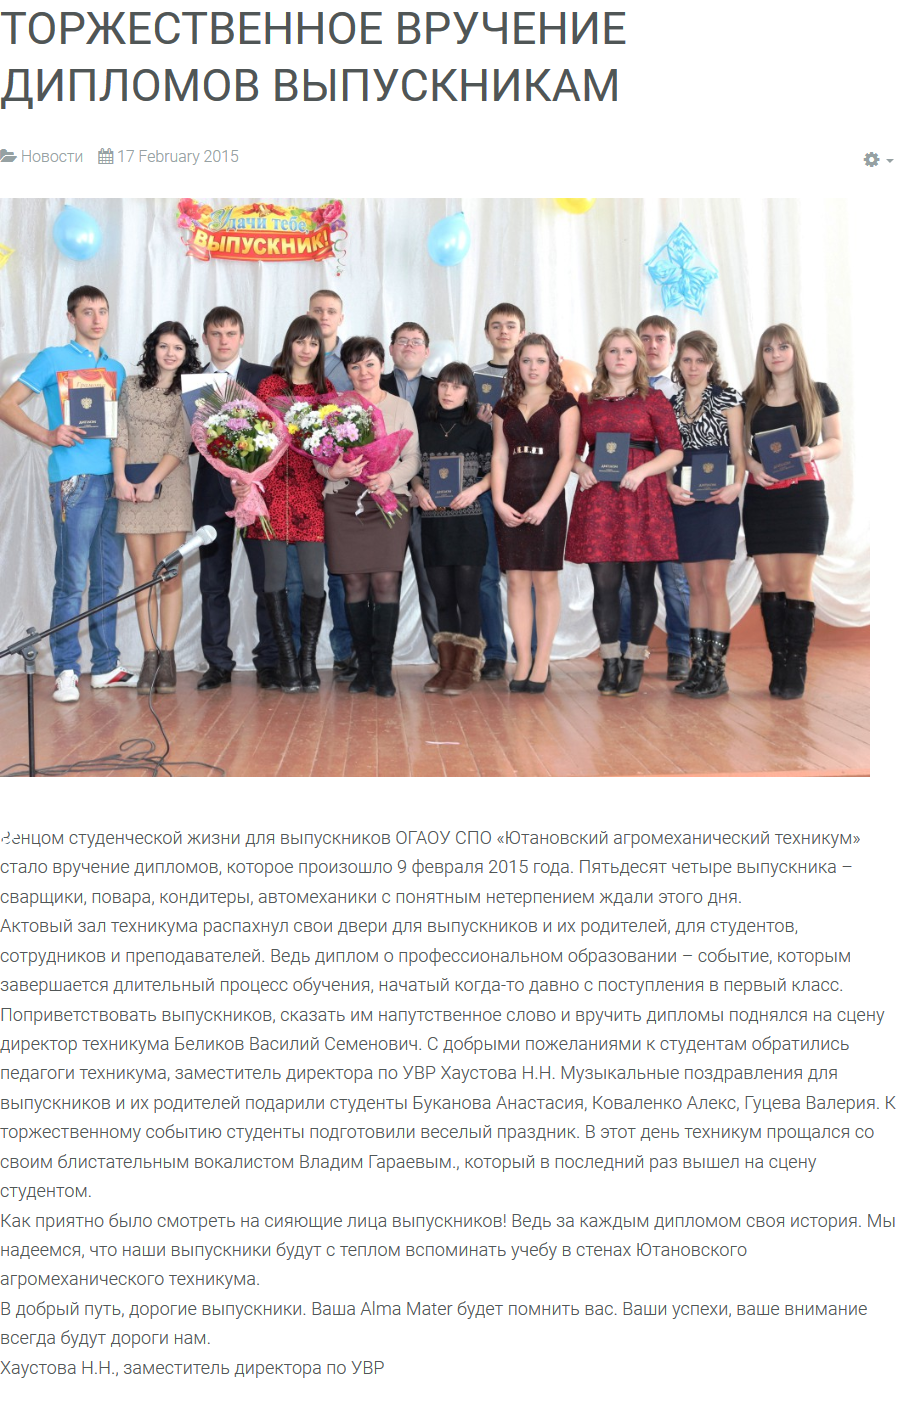 ТОРЖЕСТВЕННОЕ ВРУЧЕНИЕ
ДИПЛОМОВ ВЫПУСКНИКАМ
Новости 17 February 2015
Удачи тебе
ВЫПУСКНИК!
Грамота
ДИПЛОМ
ДИПЛОМ
ДИПЛОМ
ДИПЛОМ
ДИПЛОМ
Венцом студенческой жизни для выпускников ОГАОУ СПО «Ютановский агромеханический техникум»
стало вручение дипломов, которое произошло 9 февраля 2015 года. Пятьдесят четыре выпускника –
сварщики, повара, кондитеры, автомеханики с понятным нетерпением ждали этого дня.
Актовый зал техникума распахнул свои двери для выпускников и их родителей, для студентов,
сотрудников и преподавателей. Ведь диплом о профессиональном образовании – событие, которым
завершается длительный процесс обучения, начатый когда-то давно с поступления в первый класс.
Поприветствовать выпускников, сказать им напутственное слово и вручить дипломы поднялся на сцену
директор техникума Беликов Василий Семенович. С добрыми пожеланиями к студентам обратились
педагоги техникума, заместитель директора по УВР Хаустова Н.Н. Музыкальные поздравления для
выпускников и их родителей подарили студенты Буканова Анастасия, Коваленко Алекс, Гуцева Валерия. К
торжественному событию студенты подготовили веселый праздник. В этот день техникум прощался со
своим блистательным вокалистом Владим Гараевым., который в последний раз вышел на сцену
студентом.
Как приятно было смотреть на сияющие лица выпускников! Ведь за каждым дипломом своя история. Мы
надеемся, что наши выпускники будут с теплом вспоминать учебу в стенах Ютановского
агромеханического техникума.
В добрый путь, дорогие выпускники. Ваша Alma Mater будет помнить вас. Ваши успехи, ваше внимание
всегда будут дороги нам.
Хаустова Н.Н., заместитель директора по УВР